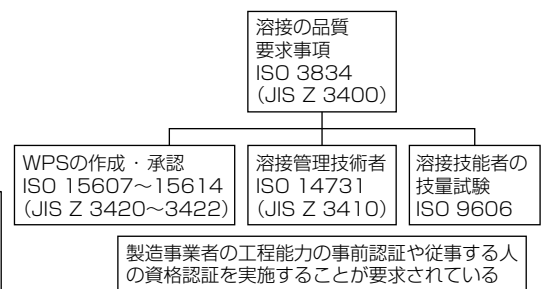 溶接の品質
要求事項
ISO 3834
（JIS Z 3400）
WPSの作成・承認
ISO 15607～15614
（JIS Z 3420～3422）
溶接管理技術者
ISO 14731
（JIS Z 3410）
溶接技能者の
技量試験
ISO 9606
製造事業者の工程能力の事前認証や従事する人
の資格認証を実施することが要求されている